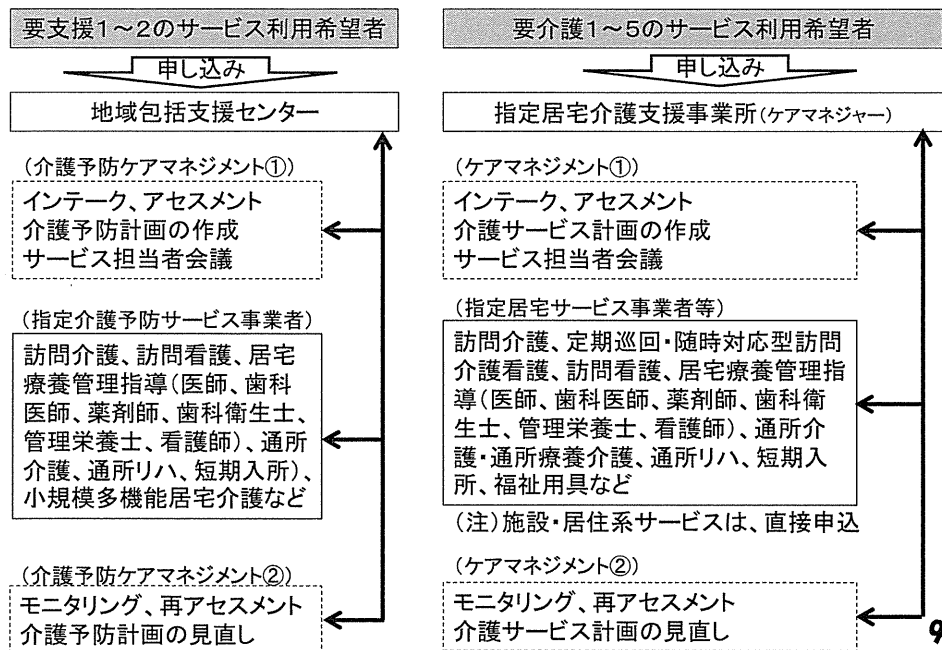 要支援1～2のサービス利用希望者
申し込み
地域包括支援センター
(介護予防ケアマネジメント①)
インテーク、アセスメント
介護予防計画の作成
サービス担当者会議
(指定介護予防サービス事業者)
訪問介護、訪問看護、居宅
療養管理指導(医師、歯科
医師、薬剤師、歯科衛生士、
管理栄養士、看護師)、通所
介護、通所リハ、短期入所)、
小規模多機能居宅介護など
(介護予防ケアマネジメント②)
モニタリング、再アセスメント
介護予防計画の見直し
要介護1～5のサービス利用希望者
申し込み
指定居宅介護支援事業所(ケアマネジャー)
(ケアマネジメント①)
インテーク、アセスメント
介護サービス計画の作成
サービス担当者会議
(指定居宅サービス事業者等)
訪問介護、定期巡回・随時対応型訪問
介護看護、訪問看護、居宅療養管理指
導(医師、歯科医師、薬剤師、歯科衛
生士、管理栄養士、看護師)、通所介
護・通所療養介護、通所リハ、短期入
所、福祉用具など
(注)施設・居住系サービスは、直接申込
(ケアマネジメント②)
モニタリング、再アセスメント
介護サービス計画の見直し
9